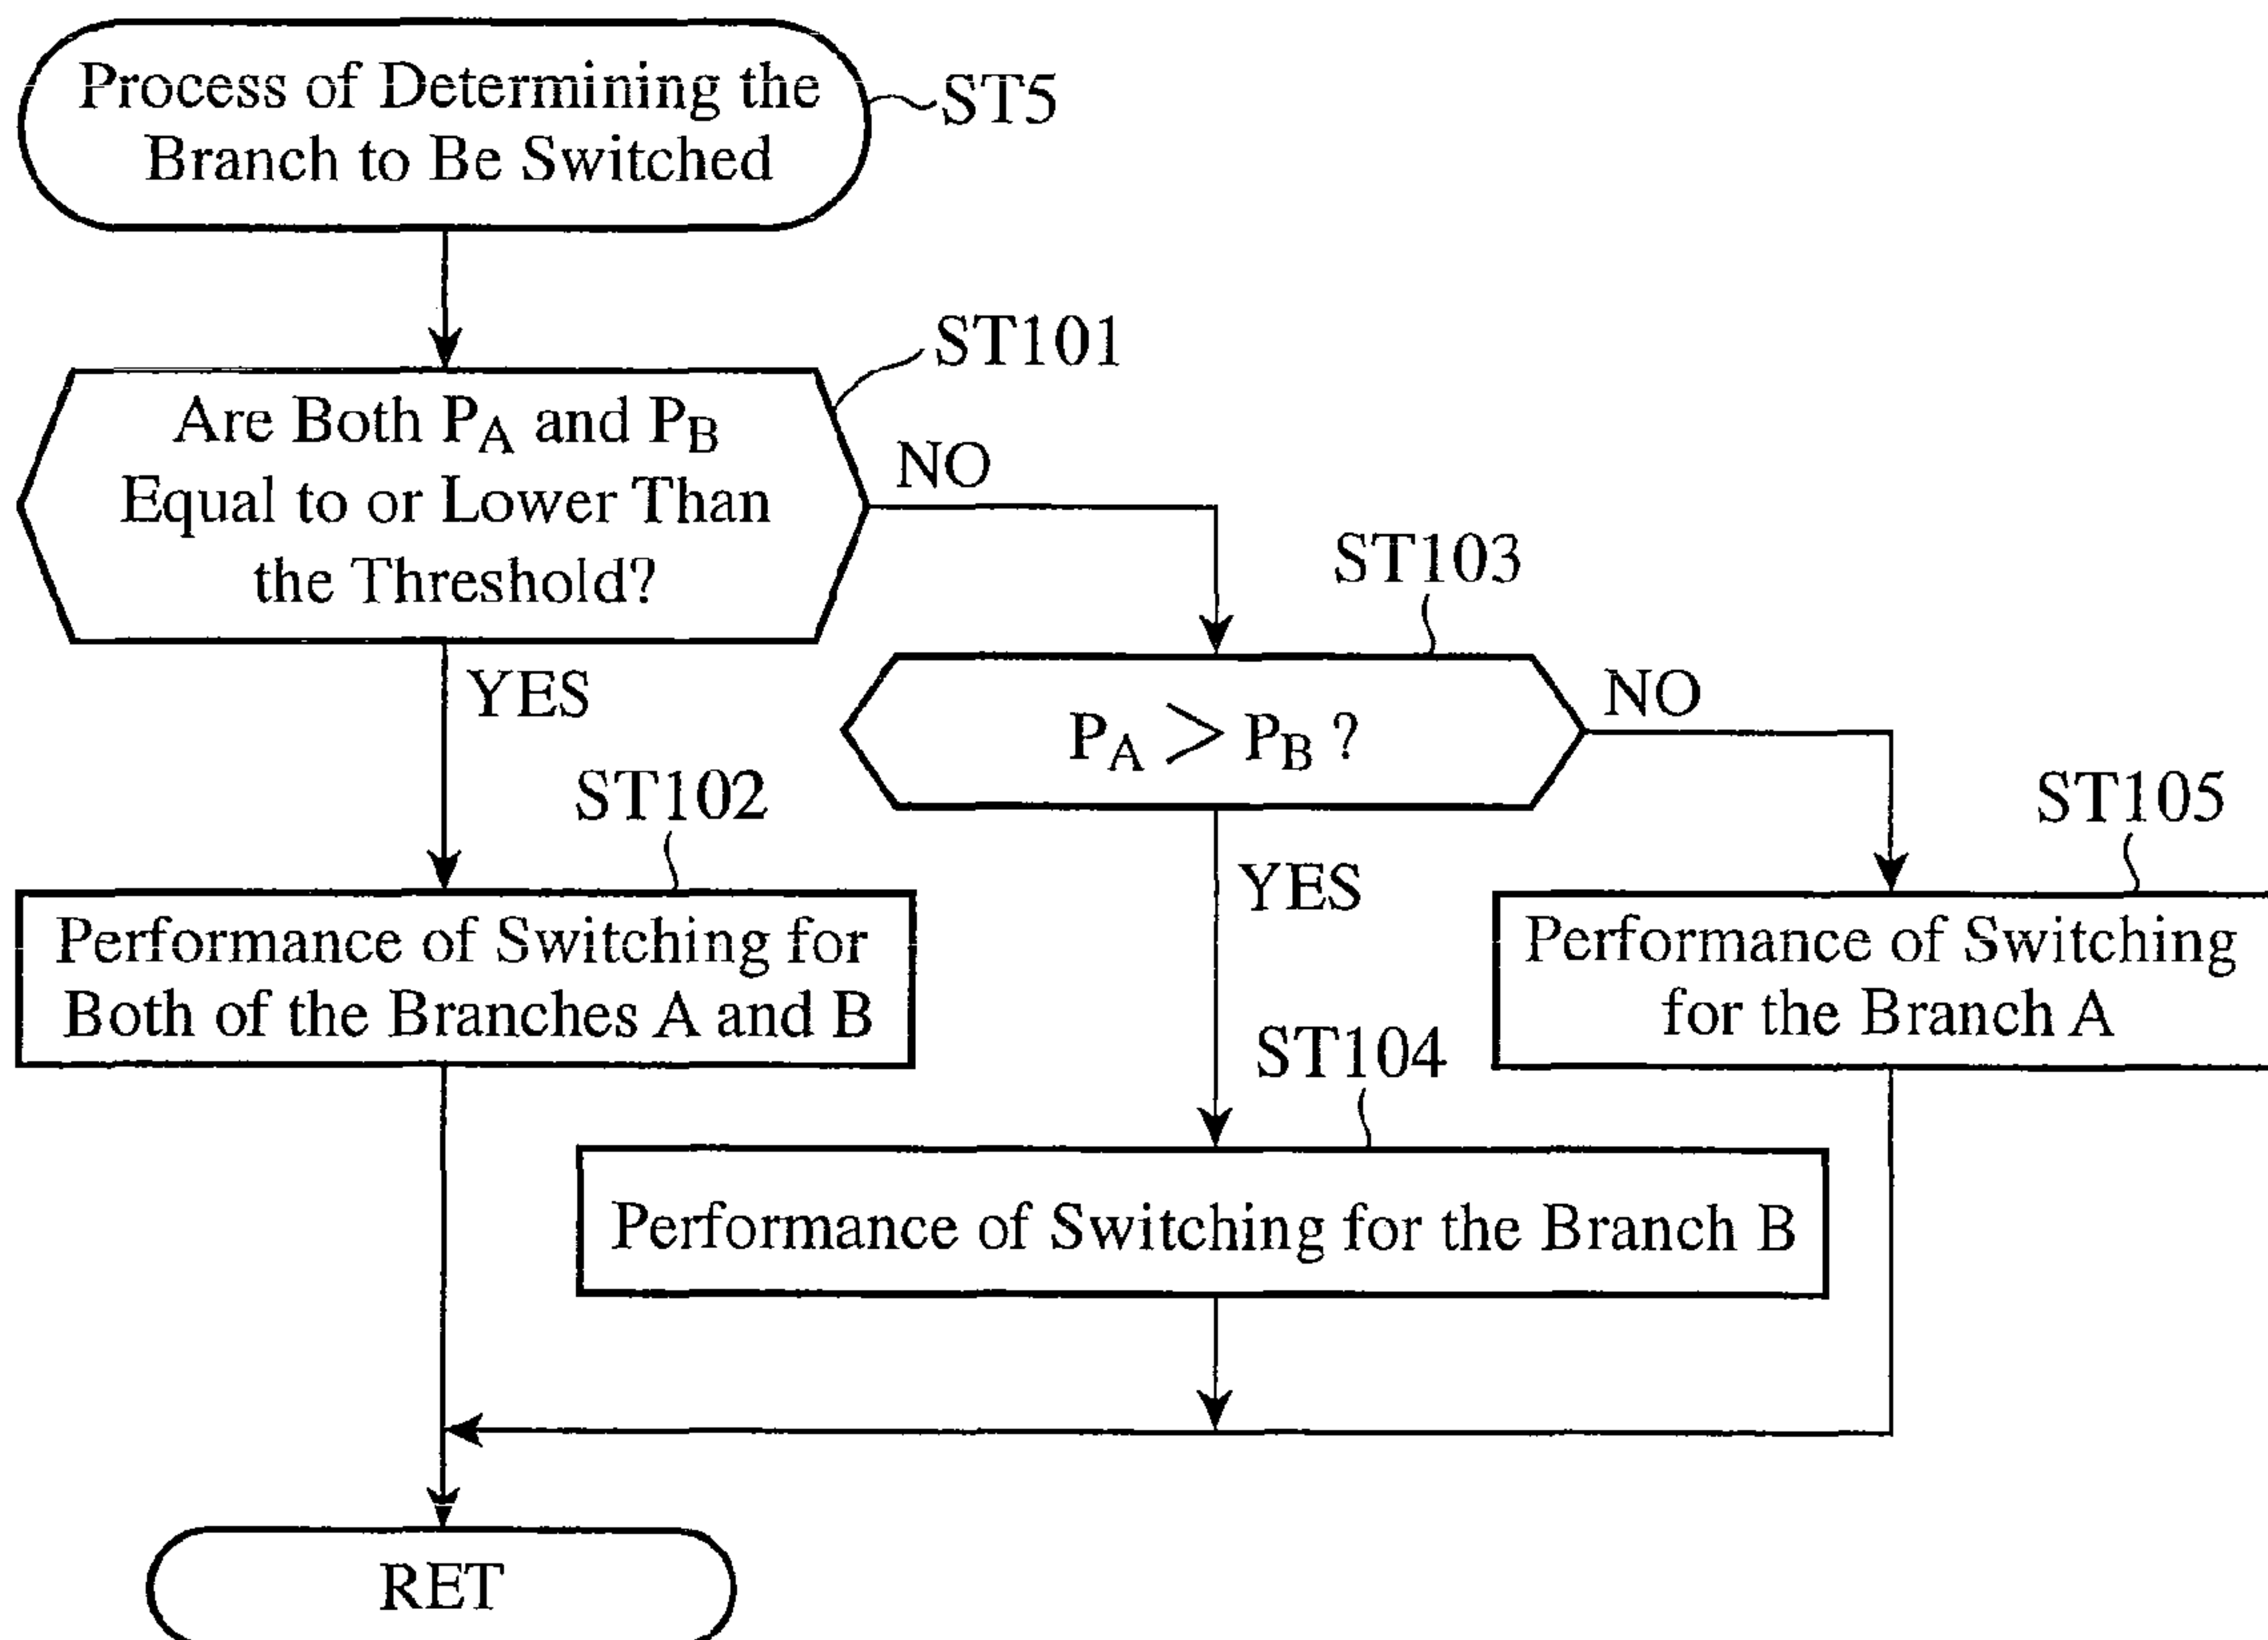 Process of Determining the
Branch to Be Switched
ST5
ST101
Are Both PA and PB
Equal to or Lower Than
the Threshold?
NO
YES
ST103
PA > PB ?
NO
YES
ST102
Performance of Switching for
Both of the Branches A and B
ST105
Performance of Switching
for the Branch A
ST104
Performance of Switching for the Branch B
RET